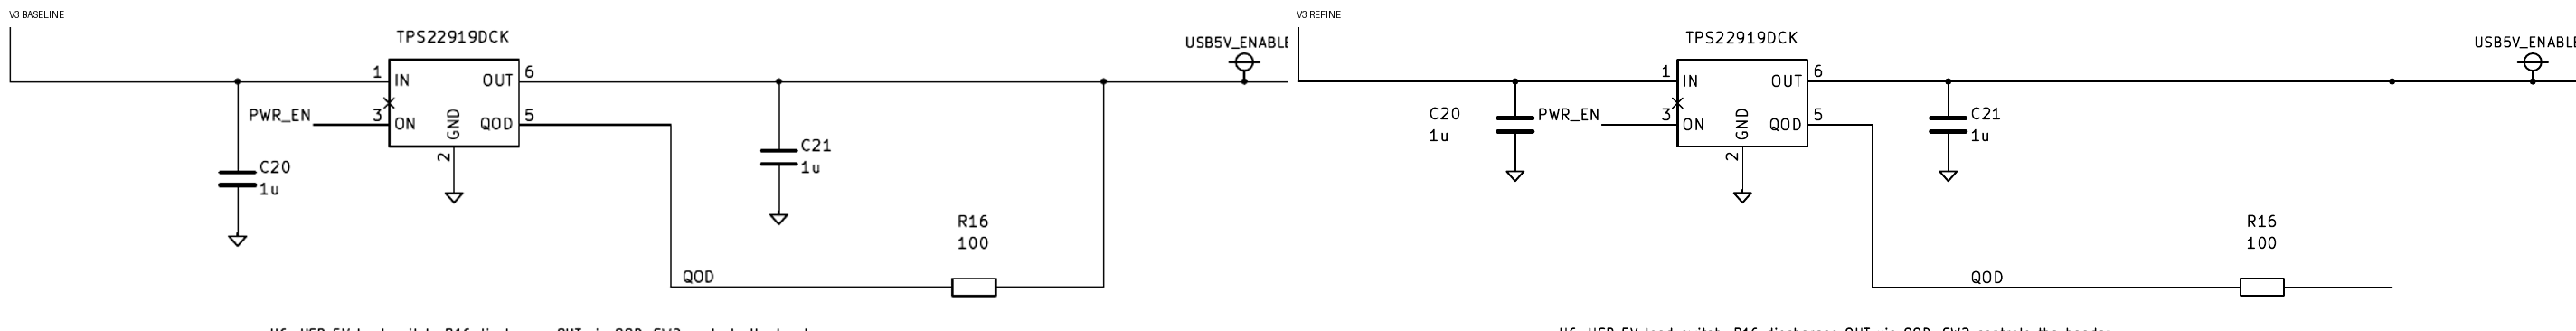 V3 BASELINE
TPS22919DCK
USB5V_ENABLE
1 IN OUT 6
PWR_EN 3 ON GND QOD 5
2
C20
1u
C21
1u
R16
100
QOD
V3 REFINE
TPS22919DCK
USB5V_ENABLE
1 IN OUT 6
C20
1u
PWR_EN 3 ON GND QOD 5
2
C21
1u
R16
100
QOD